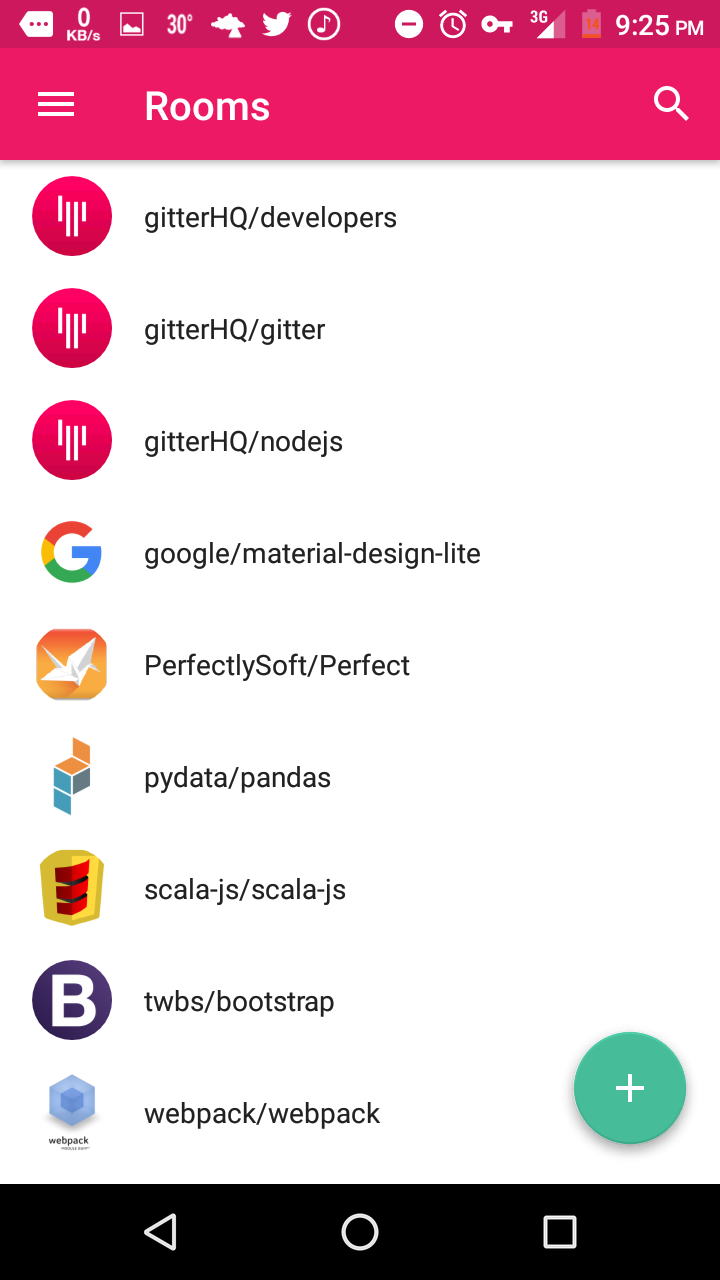 0
KB/s
30°
3G
14
9:25 PM
Rooms
gitterHQ/developers
gitterHQ/gitter
gitterHQ/nodejs
google/material-design-lite
PerfectlySoft/Perfect
pydata/pandas
scala-js/scala-js
B
twbs/bootstrap
webpack/webpack
webpack